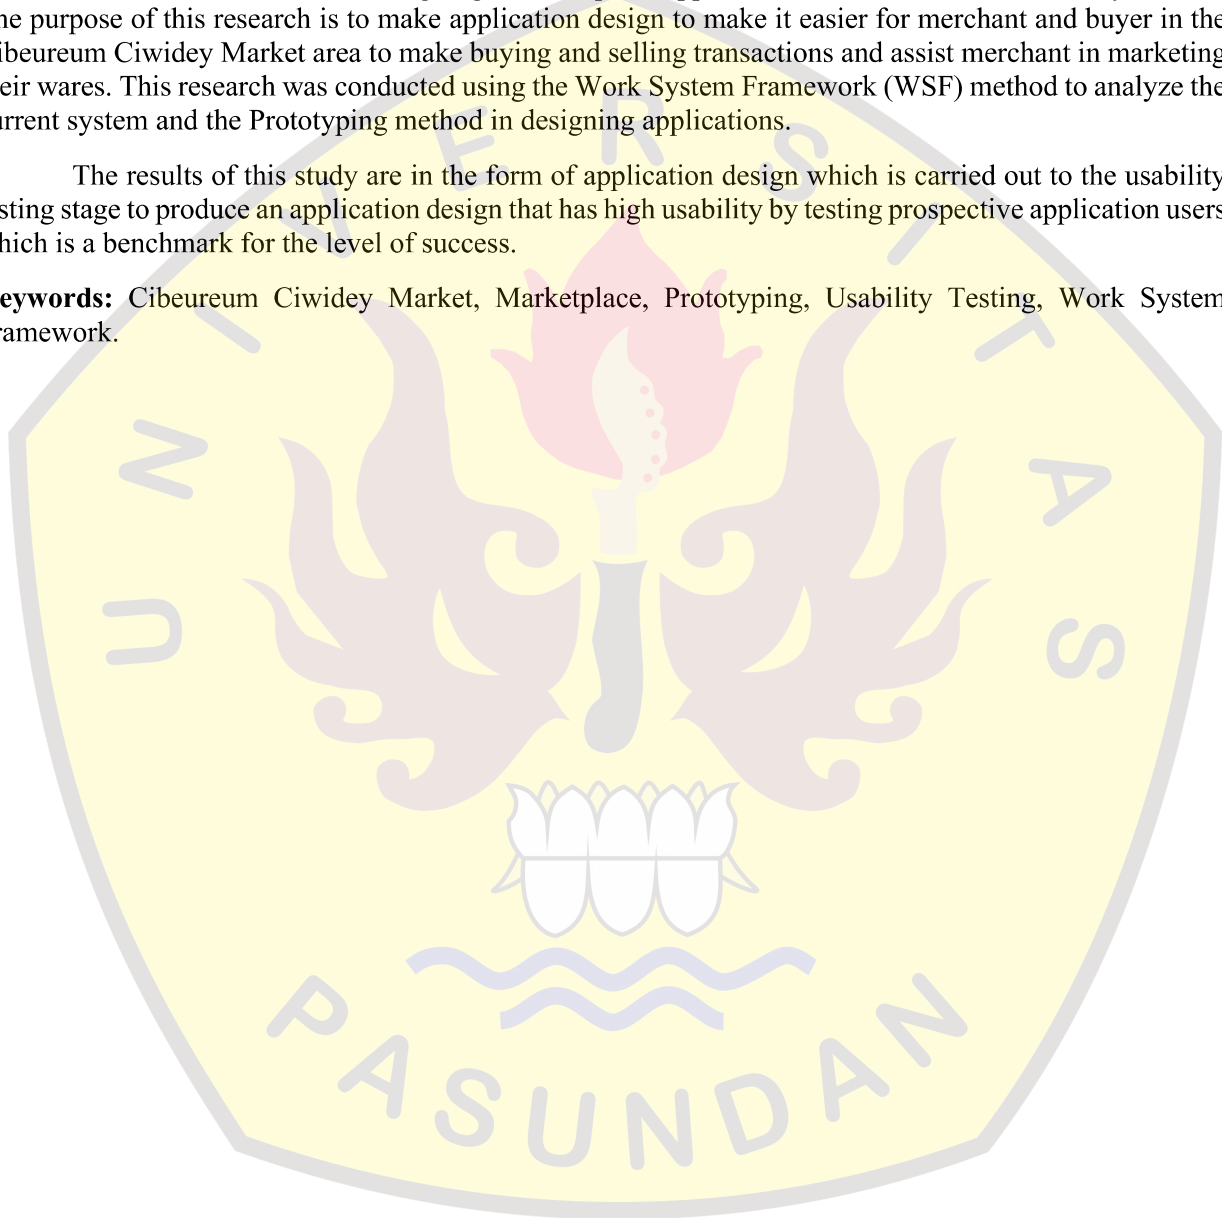 he purpose of this research is to make application design to make it easier for merchant and buyer in the
ibeureum Ciwidey Market area to make buying and selling transactions and assist merchant in marketing
eir wares. This research was conducted using the Work System Framework (WSF) method to analyze the
urrent system and the Prototyping method in designing applications.
The results of this study are in the form of application design which is carried out to the usability
sting stage to produce an application design that has high usability by testing prospective application users
hich is a benchmark for the level of success.
eywords: Cibeureum Ciwidey Market, Marketplace, Prototyping, Usability Testing, Work System
ramework.
UNIVERSITAS
PASUNDAN